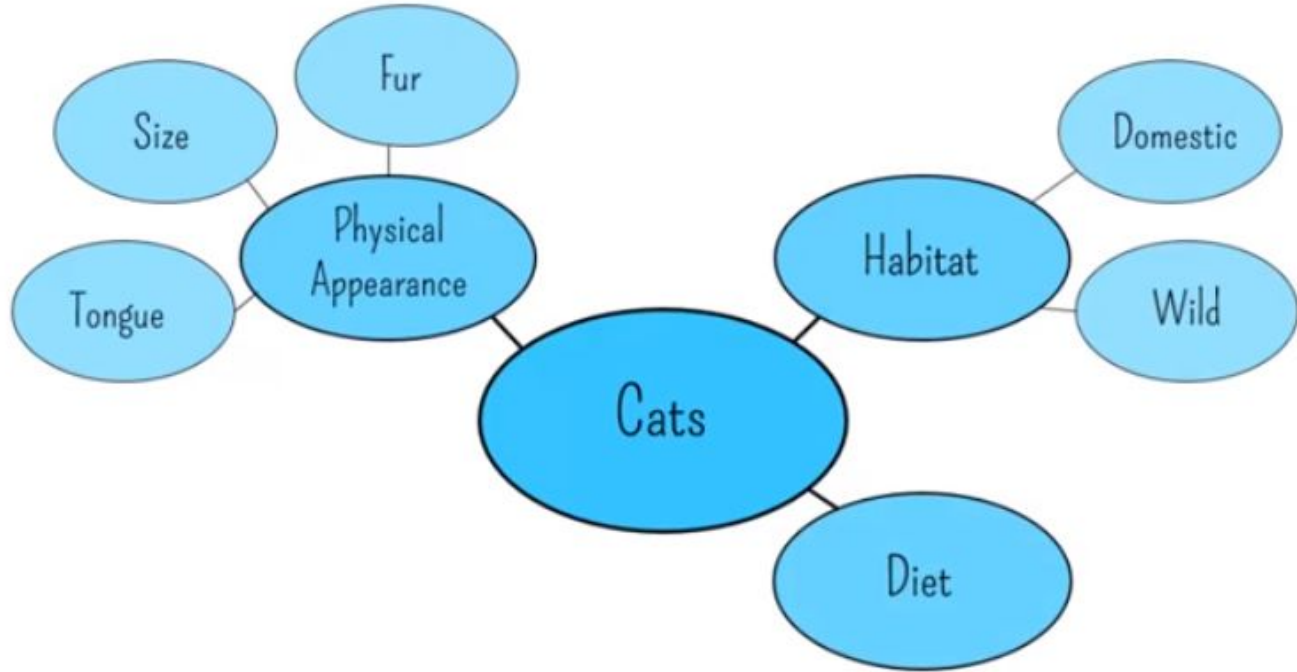 Fur
Size
Domestic
Physical
Appearance
Habitat
Tongue
Wild
Cats
Diet